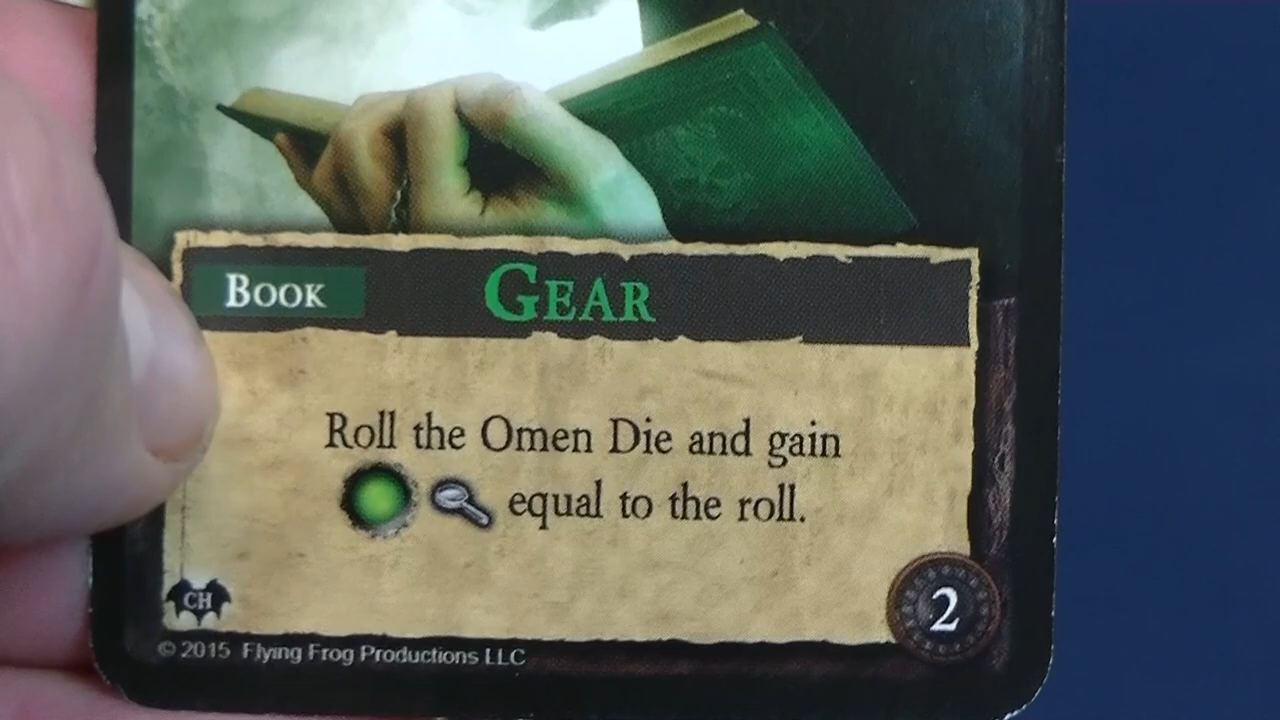 Book
Gear
Roll the Omen Die and gain
equal to the roll.
2
CH
© 2015 Flying Frog Productions LLC